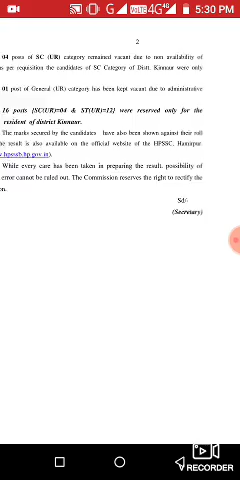 G VoLTE 4G 4G 5:30 PM
2
04 posts of SC (UR) category remained vacant due to non availability of
as per requisition the candidates of SC Category of Distt. Kinnaur were only
01 post of General (UR) category has been kept vacant due to administrative
16 posts [SC(UR)=04 & ST(UR)=12] were reserved only for the
resident of district Kinnaur.
The marks secured by the candidates have also been shown against their roll
he result is also available on the official website of the HPSSC, Hamirpur
.hpsssb.hp.gov.in).
While every care has been taken in preparing the result, possibility of
error cannot be ruled out. The Commission reserves the right to rectify the
on.
Sd/-
(Secretary)
RECORDER